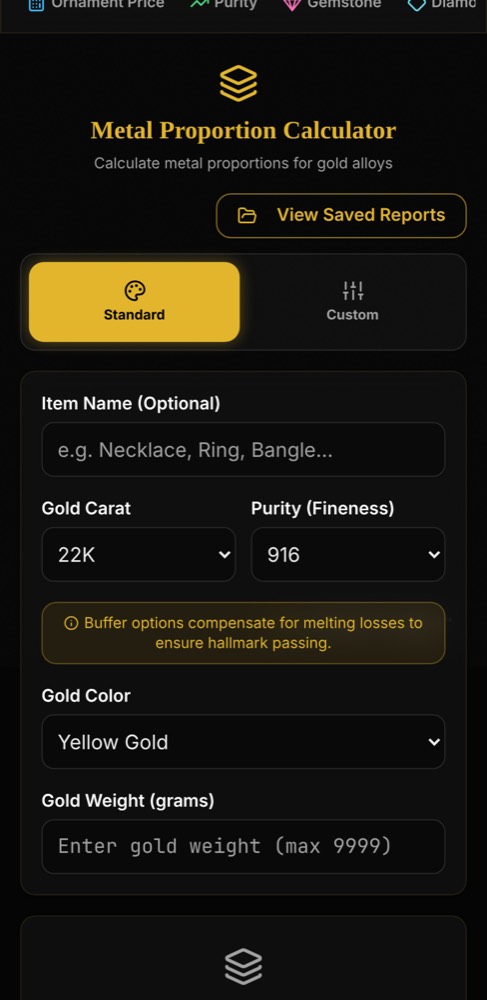 Ornament Price Purity Gemstone Diamo
Metal Proportion Calculator
Calculate metal proportions for gold alloys
View Saved Reports
Standard Custom
Item Name (Optional)
e.g. Necklace, Ring, Bangle...
Gold Carat Purity (Fineness)
22K 916
Buffer options compensate for melting losses to
ensure hallmark passing.
Gold Color
Yellow Gold
Gold Weight (grams)
Enter gold weight (max 9999)